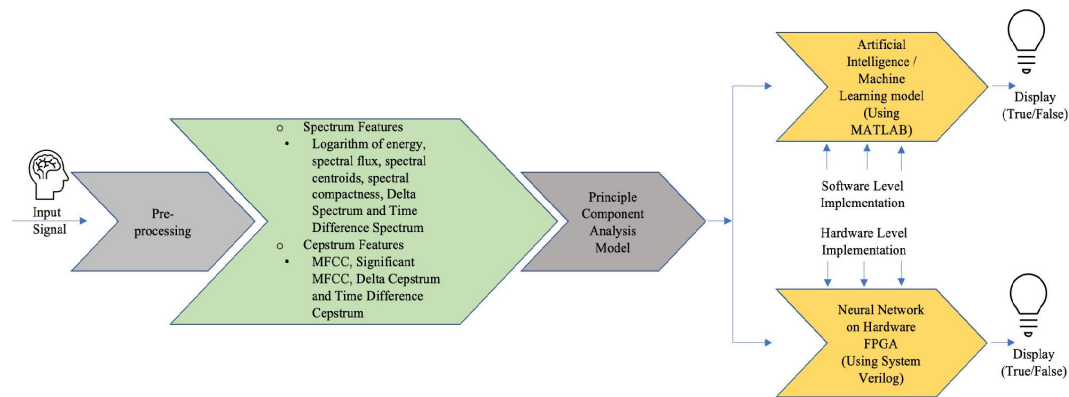 Input
Signal
Pre-
processing
o Spectrum Features
• Logarithm of energy,
spectral flux, spectral
centroids, spectral
compactness, Delta
Spectrum and Time
Difference Spectrum
o Cepstrum Features
• MFCC, Significant
MFCC, Delta Cepstrum
and Time Difference
Cepstrum
Principle
Component
Analysis
Model
Artificial
Intelligence /
Machine
Learning model
(Using
MATLAB)
Display
(True/False)
Software Level
Implementation
Hardware Level
Implementation
Neural Network
on Hardware
FPGA
(Using System
Verilog)
Display
(True/False)